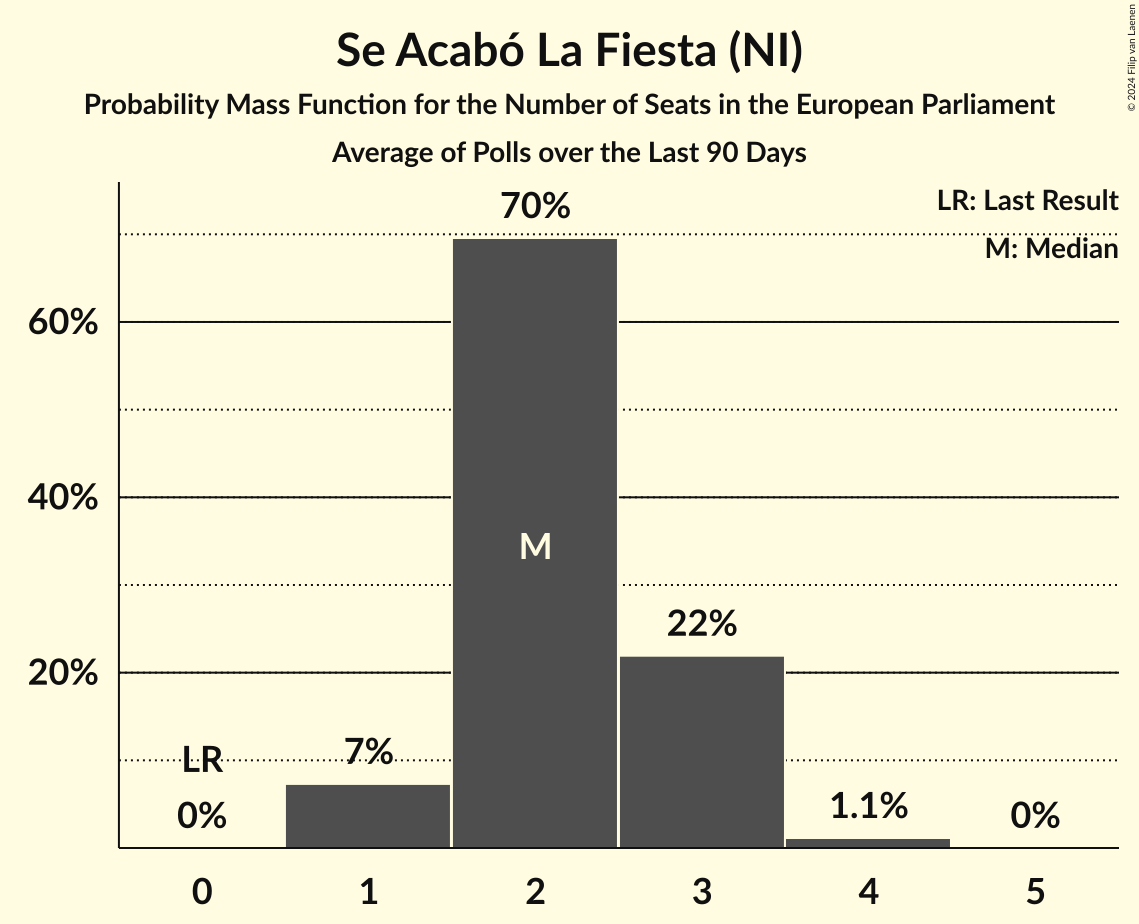 Se Acabó La Fiesta (NI)
Probability Mass Function for the Number of Seats in the European Parliament
Average of Polls over the Last 90 Days
© 2024 Filip van Laenen
LR: Last Result
M: Median
70%
60%
40%
M
22%
20%
LR
7%
0%
1.1%
0%
0 1 2 3 4 5